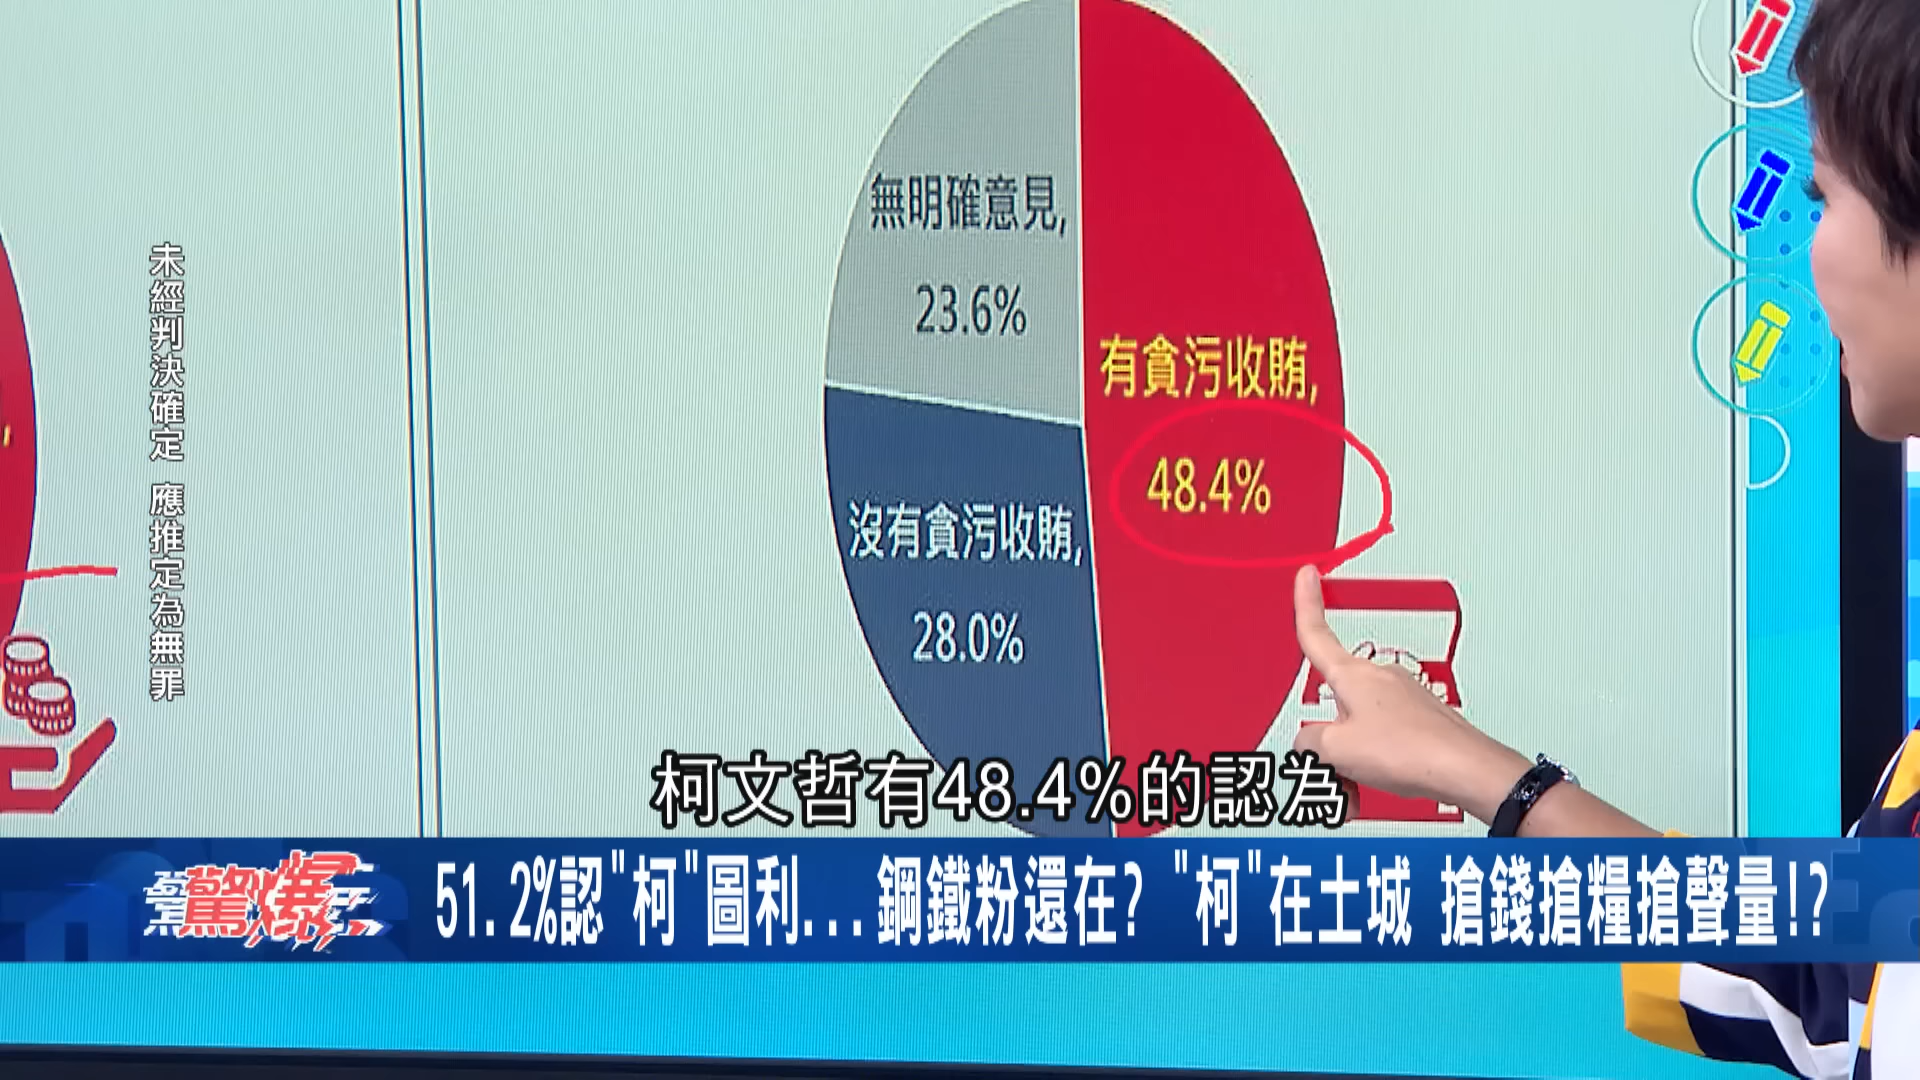 未經判決確定 應推定為無罪
無明確意見,
23.6%
有貪污收賄,
48.4%
沒有貪污收賄,
28.0%
柯文哲有48.4%的認為
驚爆
51.2%認"柯"圖利...鋼鐵粉還在? "柯"在土城 搶錢搶糧搶聲量!?